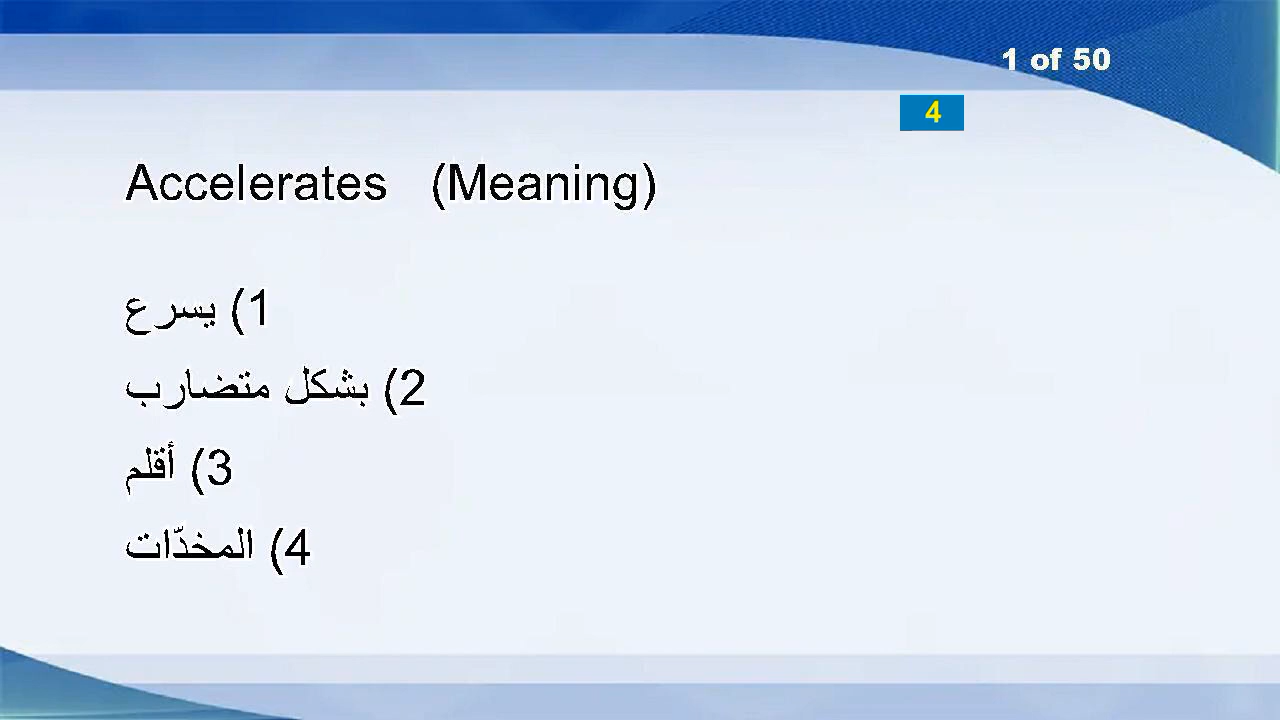 1 of 50
4
Accelerates (Meaning)
1) يسرع
2) بشكل متضارب
3) أقلم
4) المخدّات